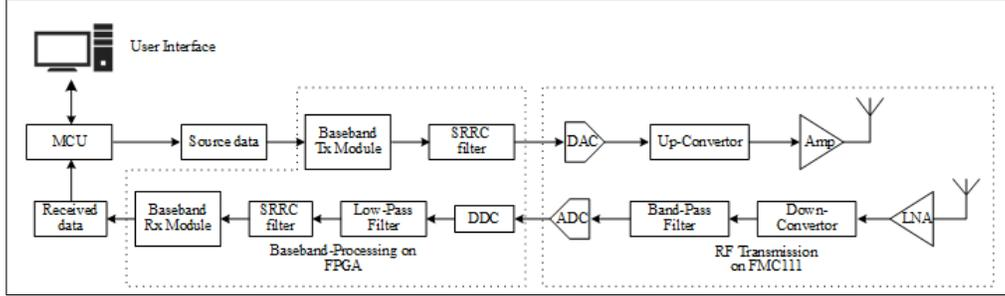 User Interface
MCU
Source data
Baseband
Tx Module
SRRC
filter
DAC
Up-Convertor
Amp
Received
data
Baseband
Rx Module
SRRC
filter
Low-Pass
Filter
DDC
ADC
Band-Pass
Filter
Down-
Convertor
LNA
Baseband-Processing on
FPGA
RF Transmission
on FMC111